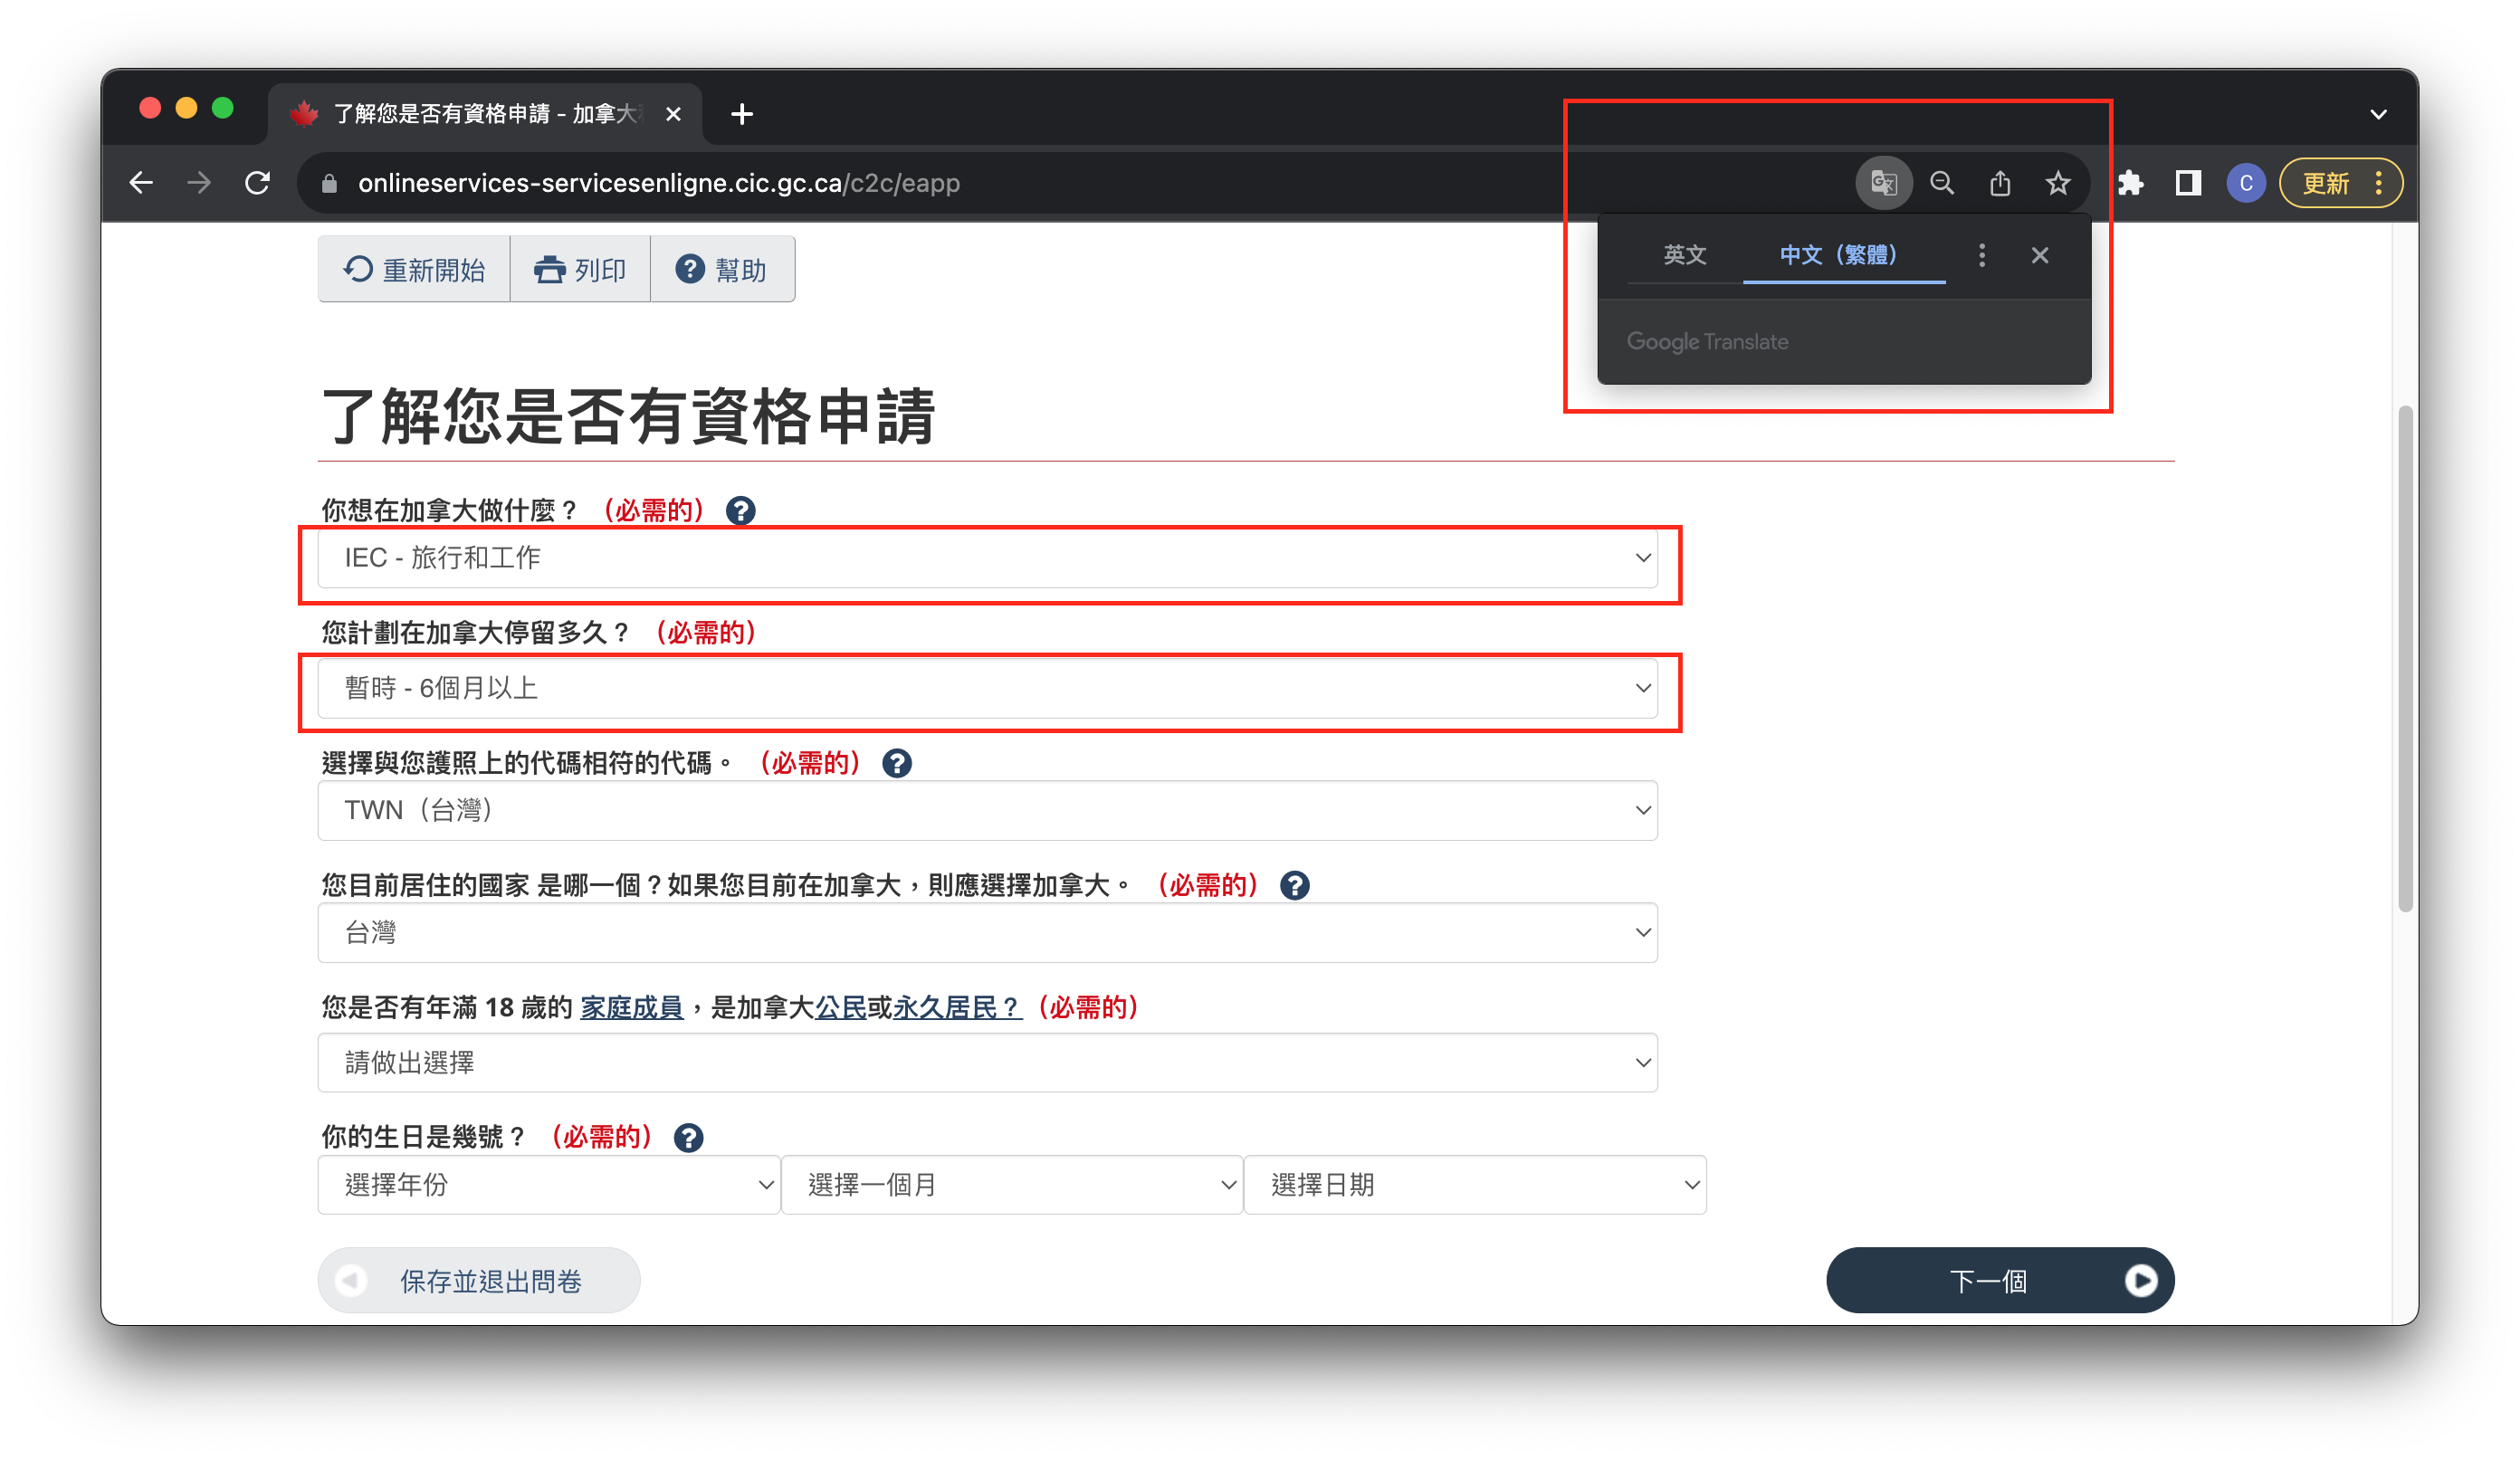 了解您是否有資格申請 - 加拿大
onlineservices-servicesenligne.cic.gc.ca/c2c/eapp
C
更新
英文
中文（繁體）
Google Translate
重新開始
列印
幫助
了解您是否有資格申請
你想在加拿大做什麼？ （必需的）
IEC - 旅行和工作
您計劃在加拿大停留多久？ （必需的）
暫時 - 6個月以上
選擇與您護照上的代碼相符的代碼。 （必需的）
TWN（台灣）
您目前居住的國家 是哪一個？如果您目前在加拿大，則應選擇加拿大。 （必需的）
台灣
您是否有年滿 18 歲的 家庭成員，是加拿大公民或永久居民？（必需的）
請做出選擇
你的生日是幾號？ （必需的）
選擇年份
選擇一個月
選擇日期
保存並退出問卷
下一個